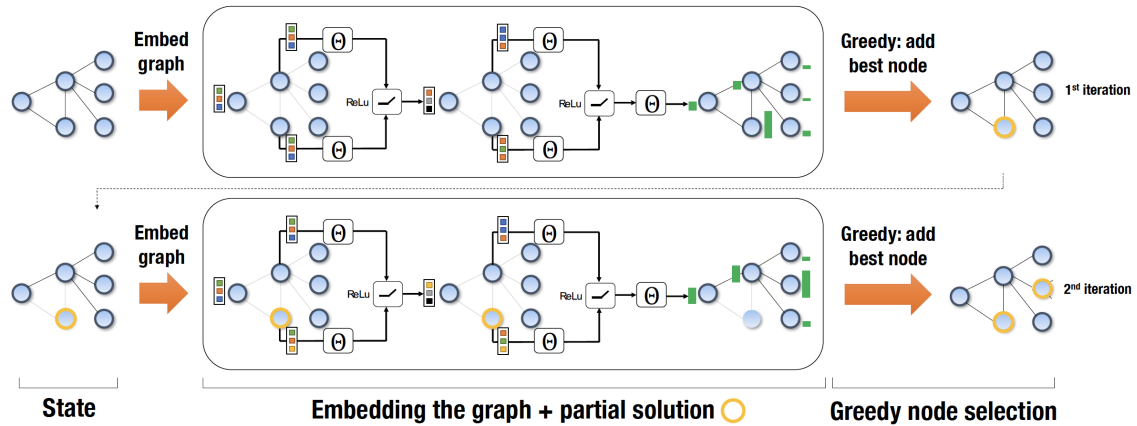 Embed
graph
Θ
Θ
ReLu
Θ
Θ
ReLu
Θ
Greedy: add
best node
1st iteration
Embed
graph
Θ
Θ
ReLu
Θ
Θ
ReLu
Θ
Greedy: add
best node
2nd iteration
State
Embedding the graph + partial solution
Greedy node selection